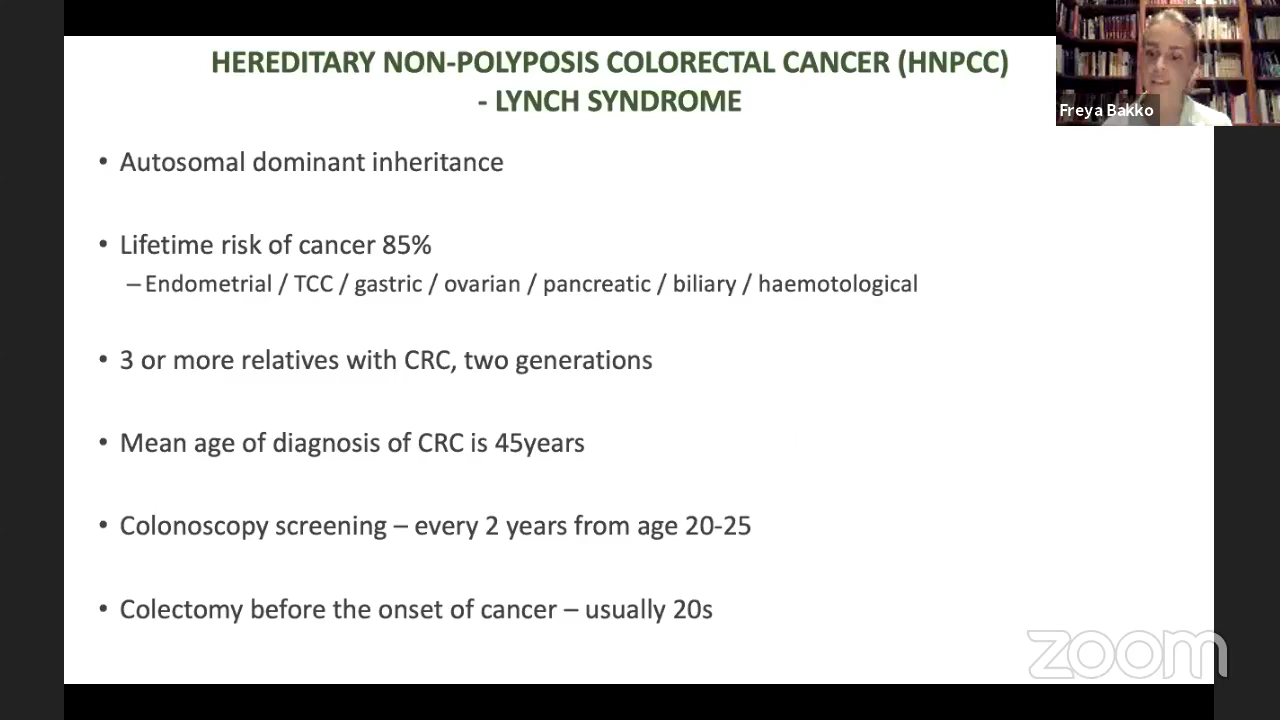 HEREDITARY NON-POLYPOSIS COLORECTAL CANCER (HNPCC)
- LYNCH SYNDROME
Freya Bakko
• Autosomal dominant inheritance
• Lifetime risk of cancer 85%
– Endometrial / TCC / gastric / ovarian / pancreatic / biliary / haemotological
• 3 or more relatives with CRC, two generations
• Mean age of diagnosis of CRC is 45years
• Colonoscopy screening – every 2 years from age 20-25
• Colectomy before the onset of cancer – usually 20s
zoom